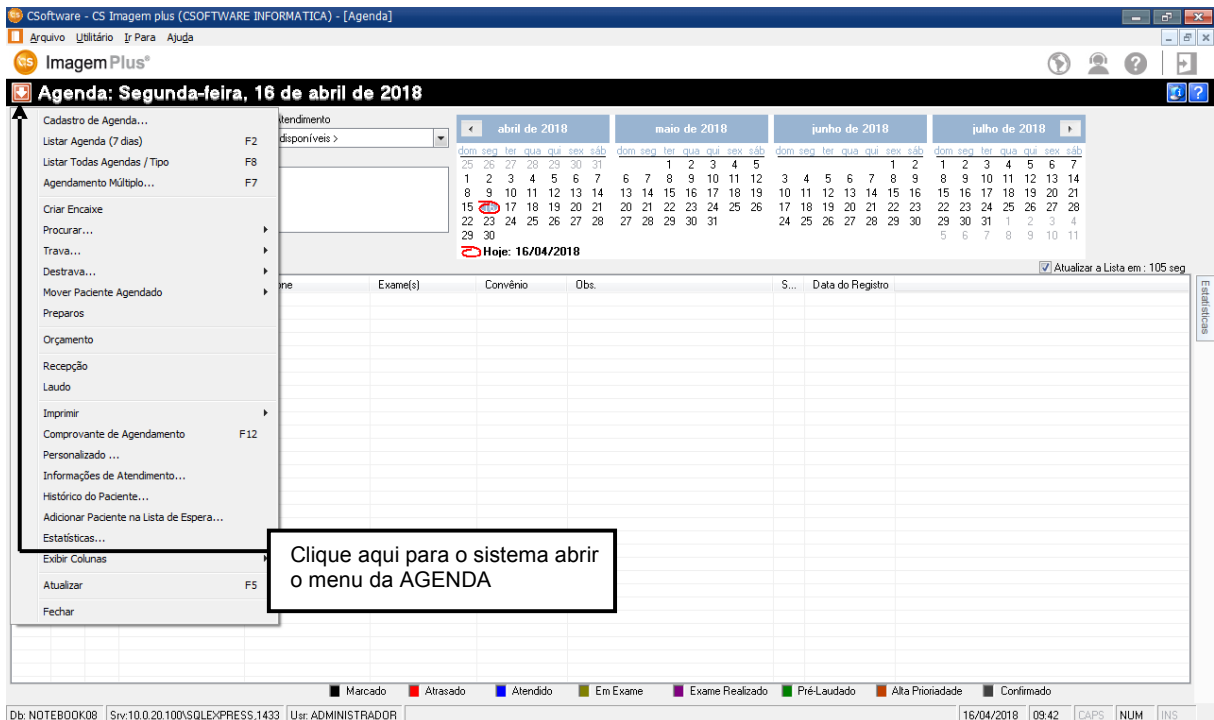 CSoftware - CS Imagem plus (CSOFTWARE INFORMATICA) - [Agenda]
Arquivo Utilitário Ir Para Ajuda
cs ImagemPlus®
Agenda: Segunda-feira, 16 de abril de 2018
Cadastro de Agenda...
Listar Agenda (7 dias) F2
Listar Todas Agendas / Tipo F8
Agendamento Múltiplo... F7
Criar Encaixe
Procurar...
Trava...
Destrava...
Mover Paciente Agendado
Preparos
Orçamento
Recepção
Laudo
Imprimir
Comprovante de Agendamento F12
Personalizado ...
Informações de Atendimento...
Histórico do Paciente...
Adicionar Paciente na Lista de Espera...
Estatísticas...
Exibir Colunas
Atualizar F5
Fechar
Atendimento
disponíveis >
abril de 2018
dom seg ter qua qui sex sáb
25 26 27 28 29 30 31
1 2 3 4 5 6 7
8 9 10 11 12 13 14
15 17 18 19 20 21
22 23 24 25 26 27 28
29 30
maio de 2018
dom seg ter qua qui sex sáb
1 2 3 4 5
6 7 8 9 10 11 12
13 14 15 16 17 18 19
20 21 22 23 24 25 26
27 28 29 30 31
junho de 2018
dom seg ter qua qui sex sáb
1 2
3 4 5 6 7 8 9
10 11 12 13 14 15 16
17 18 19 20 21 22 23
24 25 26 27 28 29 30
julho de 2018
dom seg ter qua qui sex sáb
1 2 3 4 5 6 7
8 9 10 11 12 13 14
15 16 17 18 19 20 21
22 23 24 25 26 27 28
29 30 31 1 2 3 4
5 6 7 8 9 10 11
Hoje: 16/04/2018
Atualizar a Lista em : 105 seg
one Exame(s) Convênio Obs. S... Data do Registro
Estatísticas
Clique aqui para o sistema abrir
o menu da AGENDA
Marcado Atrasado Atendido Em Exame Exame Realizado Pré-Laudado Alta Prioriadade Confirmado
Db: NOTEBOOK08 Srv:10.0.20.100\SQLEXPRESS,1433 Usr: ADMINISTRADOR 16/04/2018 09:42 CAPS NUM INS